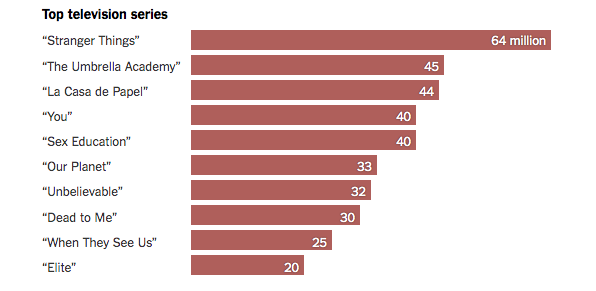 Top television series
“Stranger Things” 64 million
“The Umbrella Academy” 45
“La Casa de Papel” 44
“You” 40
“Sex Education” 40
“Our Planet” 33
“Unbelievable” 32
“Dead to Me” 30
“When They See Us” 25
“Elite” 20